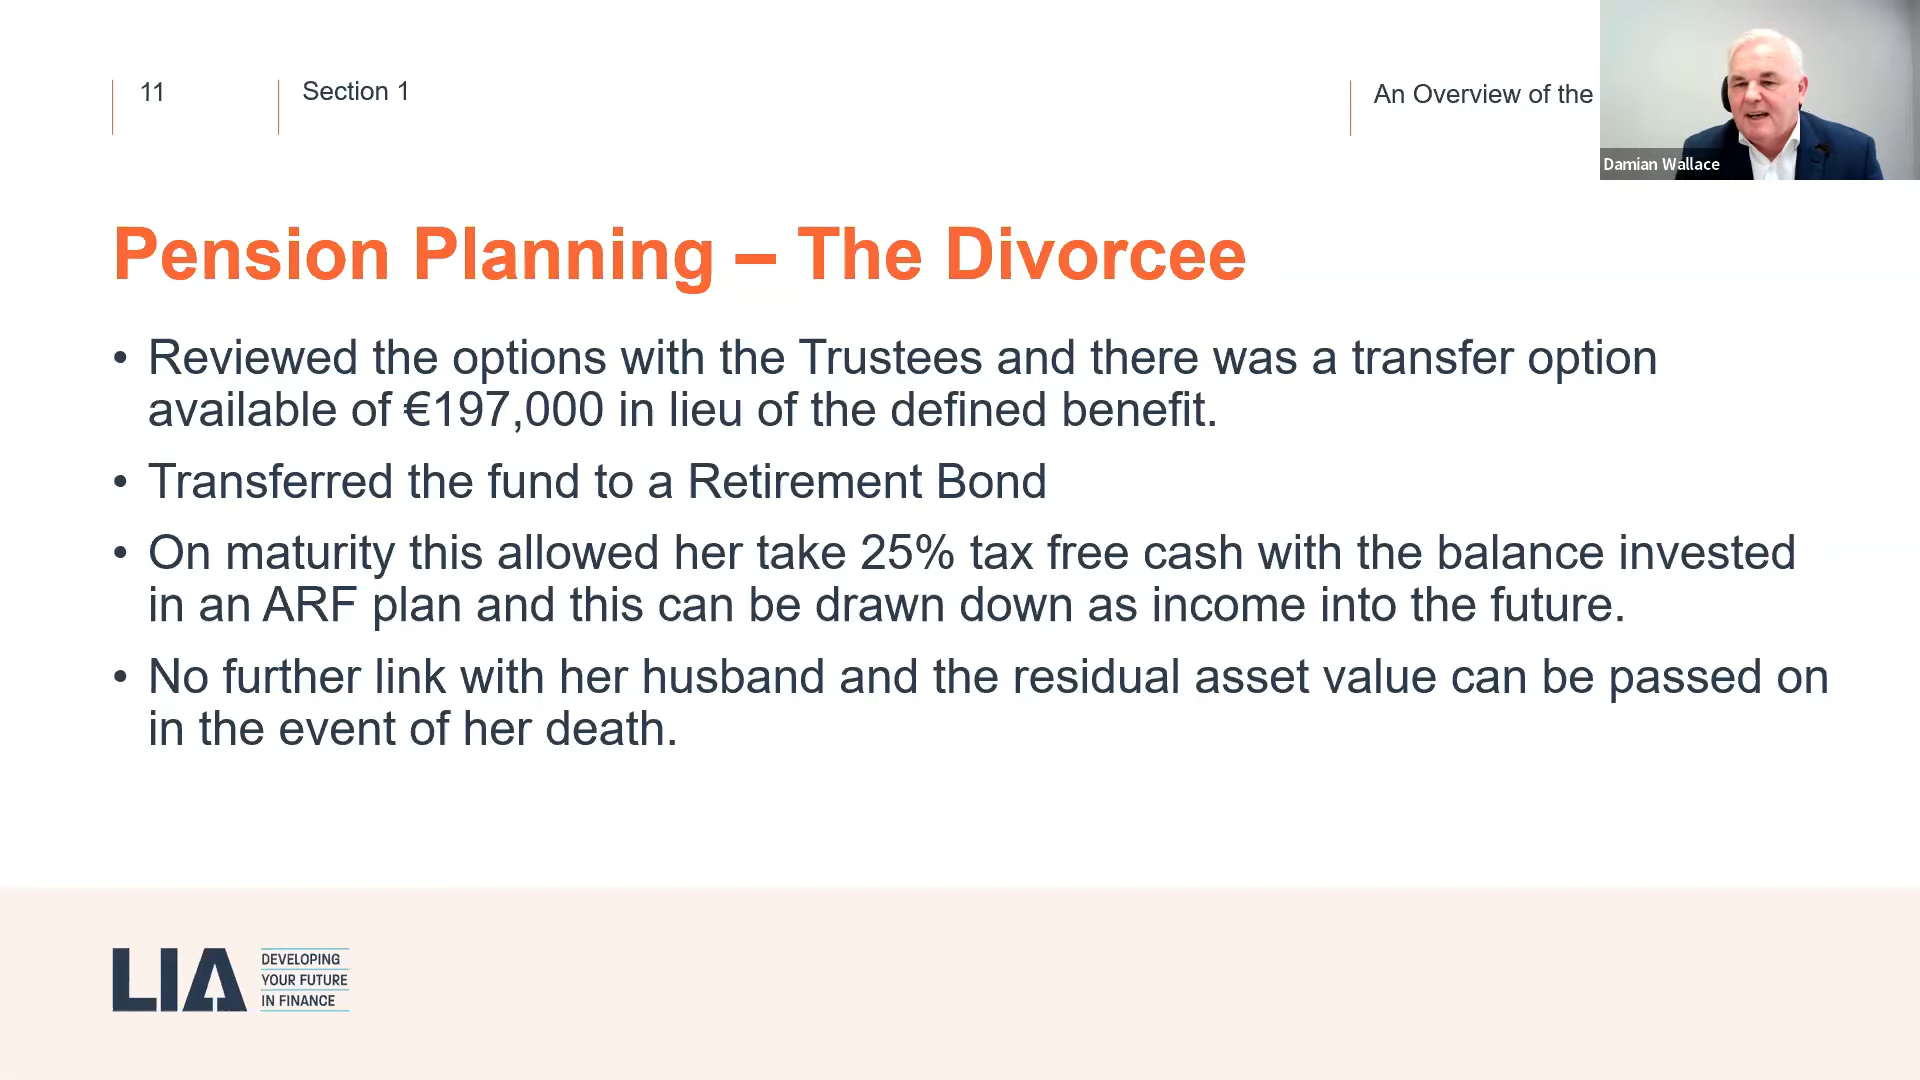 11
Section 1
An Overview of the
Damian Wallace
Pension Planning – The Divorcee
• Reviewed the options with the Trustees and there was a transfer option
available of €197,000 in lieu of the defined benefit.
• Transferred the fund to a Retirement Bond
• On maturity this allowed her take 25% tax free cash with the balance invested
in an ARF plan and this can be drawn down as income into the future.
• No further link with her husband and the residual asset value can be passed on
in the event of her death.
LIA
DEVELOPING
YOUR FUTURE
IN FINANCE